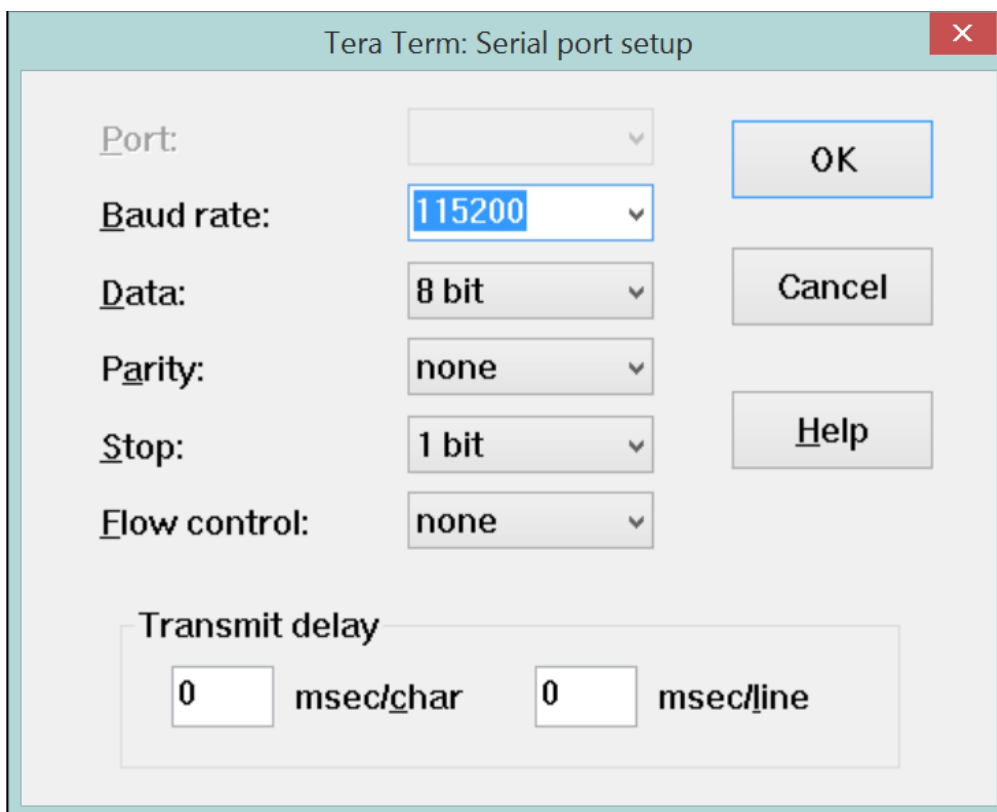 Tera Term: Serial port setup
Port:
OK
Baud rate: 115200
Data: 8 bit
Cancel
Parity: none
Stop: 1 bit
Help
Flow control: none
Transmit delay
0 msec/char 0 msec/line